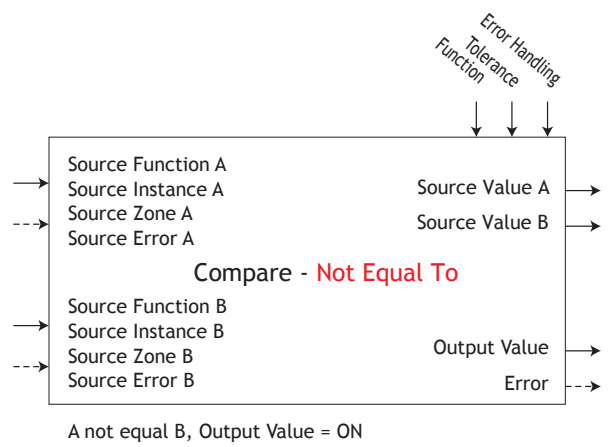 Function
Tolerance
Error Handling
Source Function A
Source Instance A
Source Zone A
Source Error A
Source Value A
Source Value B
Compare - Not Equal To
Source Function B
Source Instance B
Source Zone B
Source Error B
Output Value
Error
A not equal B, Output Value = ON